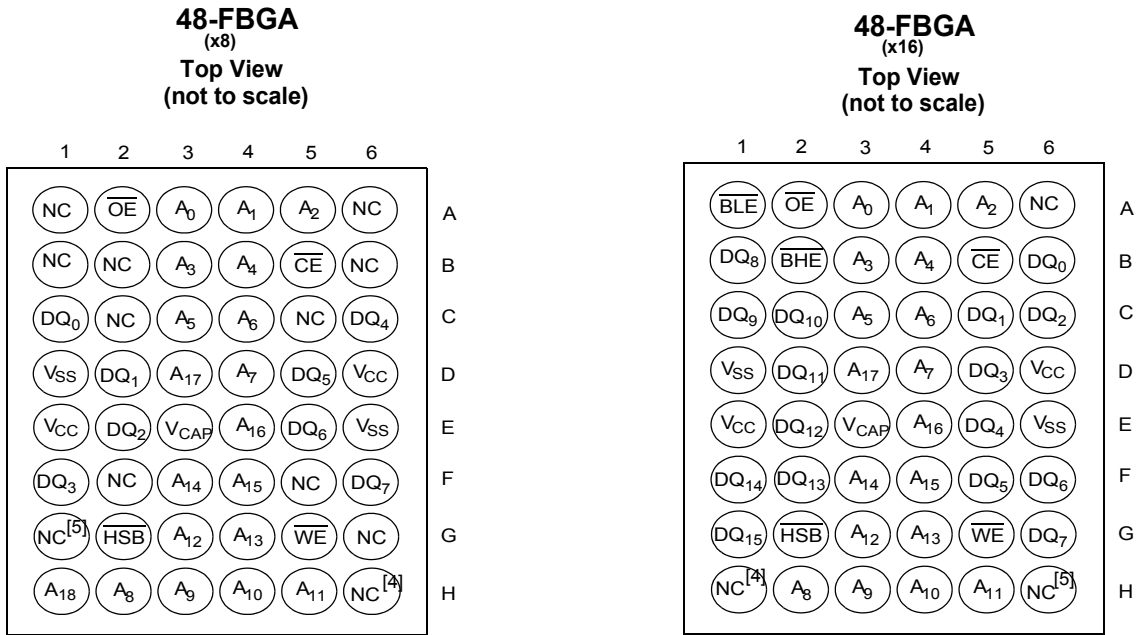 48-FBGA
(x8)
Top View
(not to scale)
1 2 3 4 5 6
NC OE A0 A1 A2 NC A
NC NC A3 A4 CE NC B
DQ0 NC A5 A6 NC DQ4 C
VSS DQ1 A17 A7 DQ5 VCC D
VCC DQ2 VCAP A16 DQ6 VSS E
DQ3 NC A14 A15 NC DQ7 F
NC[5] HSB A12 A13 WE NC G
A18 A8 A9 A10 A11 NC[4] H
48-FBGA
(x16)
Top View
(not to scale)
1 2 3 4 5 6
BLE OE A0 A1 A2 NC A
DQ8 BHE A3 A4 CE DQ0 B
DQ9 DQ10 A5 A6 DQ1 DQ2 C
VSS DQ11 A17 A7 DQ3 VCC D
VCC DQ12 VCAP A16 DQ4 VSS E
DQ14 DQ13 A14 A15 DQ5 DQ6 F
DQ15 HSB A12 A13 WE DQ7 G
NC[4] A8 A9 A10 A11 NC[5] H